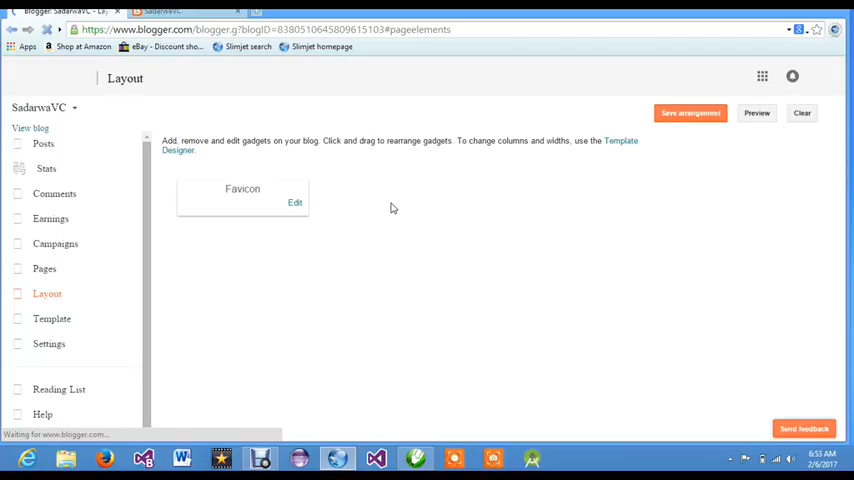 Blogger: SadarwaVC - Lay
SadarwaVC
https://www.blogger.com/blogger.g?blogID=8380510645809615103#pageelements
Apps Shop at Amazon eBay - Discount sho... Slimjet search Slimjet homepage
Layout
SadarwaVC
View blog
Save arrangement Preview Clear
Add, remove and edit gadgets on your blog. Click and drag to rearrange gadgets. To change columns and widths, use the Template
Designer.
Favicon
Edit
Posts
Stats
Comments
Earnings
Campaigns
Pages
Layout
Template
Settings
Reading List
Help
Send feedback
Waiting for www.blogger.com...
6:53 AM
2/6/2017